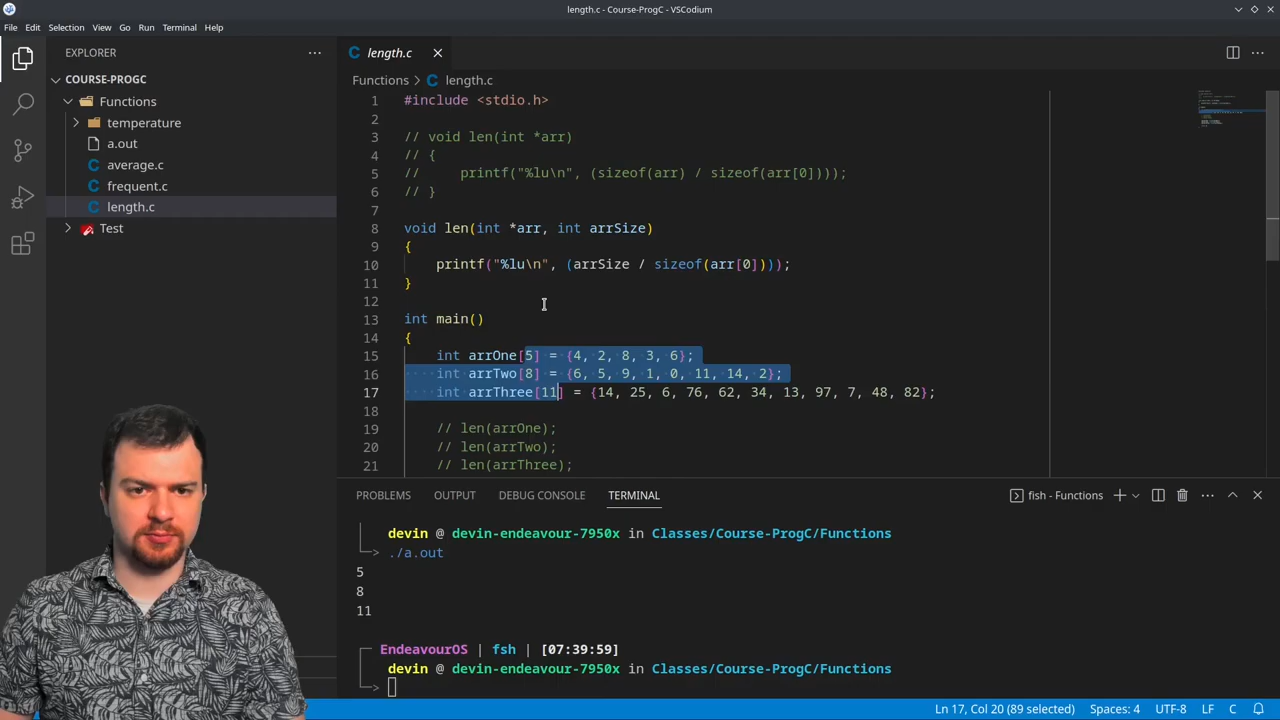 length.c - Course-ProgC - VSCodium
File Edit Selection View Go Run Terminal Help
EXPLORER
COURSE-PROGC
Functions
temperature
a.out
average.c
frequent.c
length.c
Test
length.c
Functions > length.c
1 #include <stdio.h>
2
3 // void len(int *arr)
4 // {
5 //     printf("%lu\n", (sizeof(arr) / sizeof(arr[0])));
6 // }
7
8 void len(int *arr, int arrSize)
9 {
10     printf("%lu\n", (arrSize / sizeof(arr[0])));
11 }
12
13 int main()
14 {
15     int arrOne[5] = {4, 2, 8, 3, 6};
16     int arrTwo[8] = {6, 5, 9, 1, 0, 11, 14, 2};
17     int arrThree[11] = {14, 25, 6, 76, 62, 34, 13, 97, 7, 48, 82};
18
19     // len(arrOne);
20     // len(arrTwo);
21     // len(arrThree);
PROBLEMS OUTPUT DEBUG CONSOLE TERMINAL
fish - Functions
devin @ devin-endeavour-7950x in Classes/Course-ProgC/Functions
> ./a.out
5
8
11
EndeavourOS | fsh | [07:39:59]
devin @ devin-endeavour-7950x in Classes/Course-ProgC/Functions
>
Ln 17, Col 20 (89 selected) Spaces: 4 UTF-8 LF C